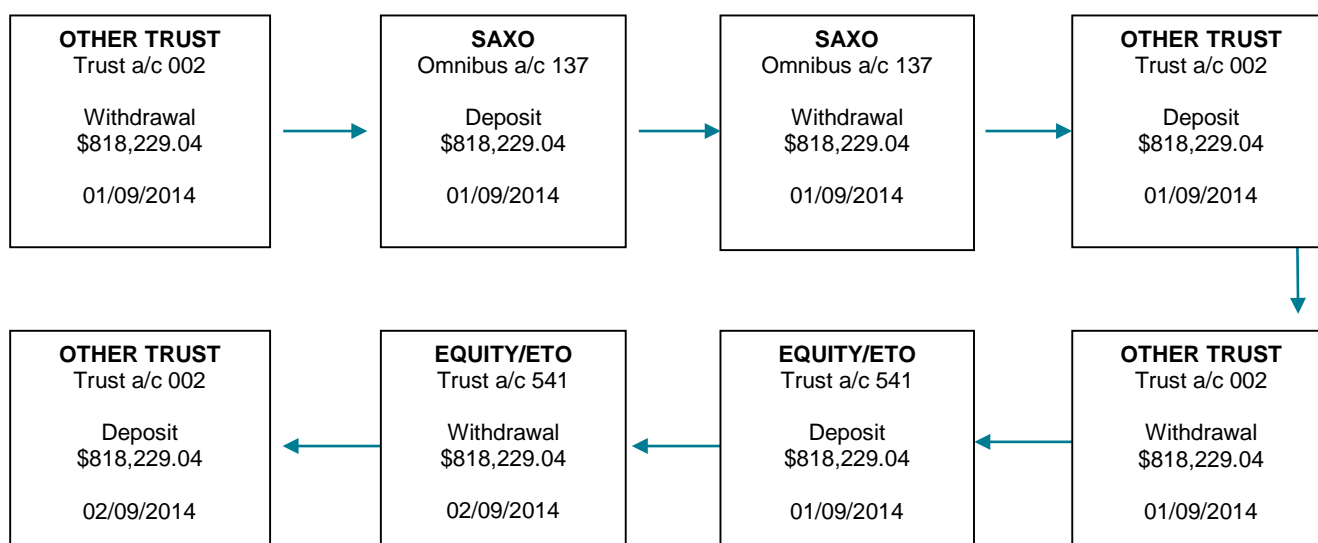 OTHER TRUST
Trust a/c 002
Withdrawal
$818,229.04
01/09/2014
SAXO
Omnibus a/c 137
Deposit
$818,229.04
01/09/2014
SAXO
Omnibus a/c 137
Withdrawal
$818,229.04
01/09/2014
OTHER TRUST
Trust a/c 002
Deposit
$818,229.04
01/09/2014
OTHER TRUST
Trust a/c 002
Deposit
$818,229.04
02/09/2014
EQUITY/ETO
Trust a/c 541
Withdrawal
$818,229.04
02/09/2014
EQUITY/ETO
Trust a/c 541
Deposit
$818,229.04
01/09/2014
OTHER TRUST
Trust a/c 002
Withdrawal
$818,229.04
01/09/2014